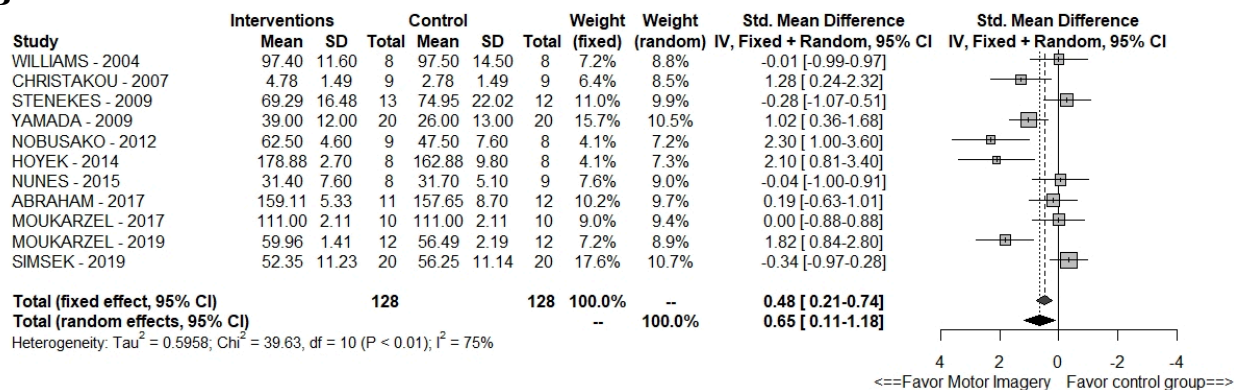 Interventions Control Weight Weight Std. Mean Difference Std. Mean Difference
Study Mean SD Total Mean SD Total (fixed) (random) IV, Fixed + Random, 95% CI IV, Fixed + Random, 95% CI
WILLIAMS - 2004 97.40 11.60 8 97.50 14.50 8 7.2% 8.8% -0.01 [-0.99-0.97]
CHRISTAKOU - 2007 4.78 1.49 9 2.78 1.49 9 6.4% 8.5% 1.28 [ 0.24-2.32]
STENEKES - 2009 69.29 16.48 13 74.95 22.02 12 11.0% 9.9% -0.28 [-1.07-0.51]
YAMADA - 2009 39.00 12.00 20 26.00 13.00 20 15.7% 10.5% 1.02 [ 0.36-1.68]
NOBUSAKO - 2012 62.50 4.60 9 47.50 7.60 8 4.1% 7.2% 2.30 [ 1.00-3.60]
HOYEK - 2014 178.88 2.70 8 162.88 9.80 8 4.1% 7.3% 2.10 [ 0.81-3.40]
NUNES - 2015 31.40 7.60 8 31.70 5.10 9 7.6% 9.0% -0.04 [-1.00-0.91]
ABRAHAM - 2017 159.11 5.33 11 157.65 8.70 12 10.2% 9.7% 0.19 [-0.63-1.01]
MOUKARZEL - 2017 111.00 2.11 10 111.00 2.11 10 9.0% 9.4% 0.00 [-0.88-0.88]
MOUKARZEL - 2019 59.96 1.41 12 56.49 2.19 12 7.2% 8.9% 1.82 [ 0.84-2.80]
SIMSEK - 2019 52.35 11.23 20 56.25 11.14 20 17.6% 10.7% -0.34 [-0.97-0.28]
Total (fixed effect, 95% CI) 128 128 100.0% -- 0.48 [ 0.21-0.74]
Total (random effects, 95% CI) -- 100.0% 0.65 [ 0.11-1.18]
Heterogeneity: Tau² = 0.5958; Chi² = 39.63, df = 10 (P < 0.01); I² = 75%
4 2 0 -2 -4
<==Favor Motor Imagery Favor control group==>